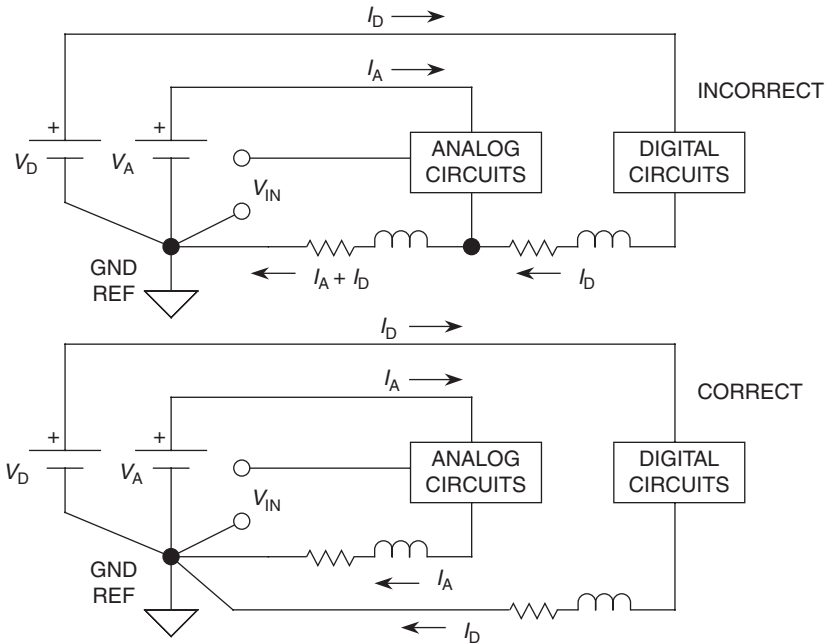 I_D
I_A
INCORRECT
+
+
V_D
V_A
V_IN
ANALOG
CIRCUITS
DIGITAL
CIRCUITS
GND
REF
I_A + I_D
I_D
I_D
I_A
CORRECT
+
+
V_D
V_A
V_IN
ANALOG
CIRCUITS
DIGITAL
CIRCUITS
GND
REF
I_A
I_D